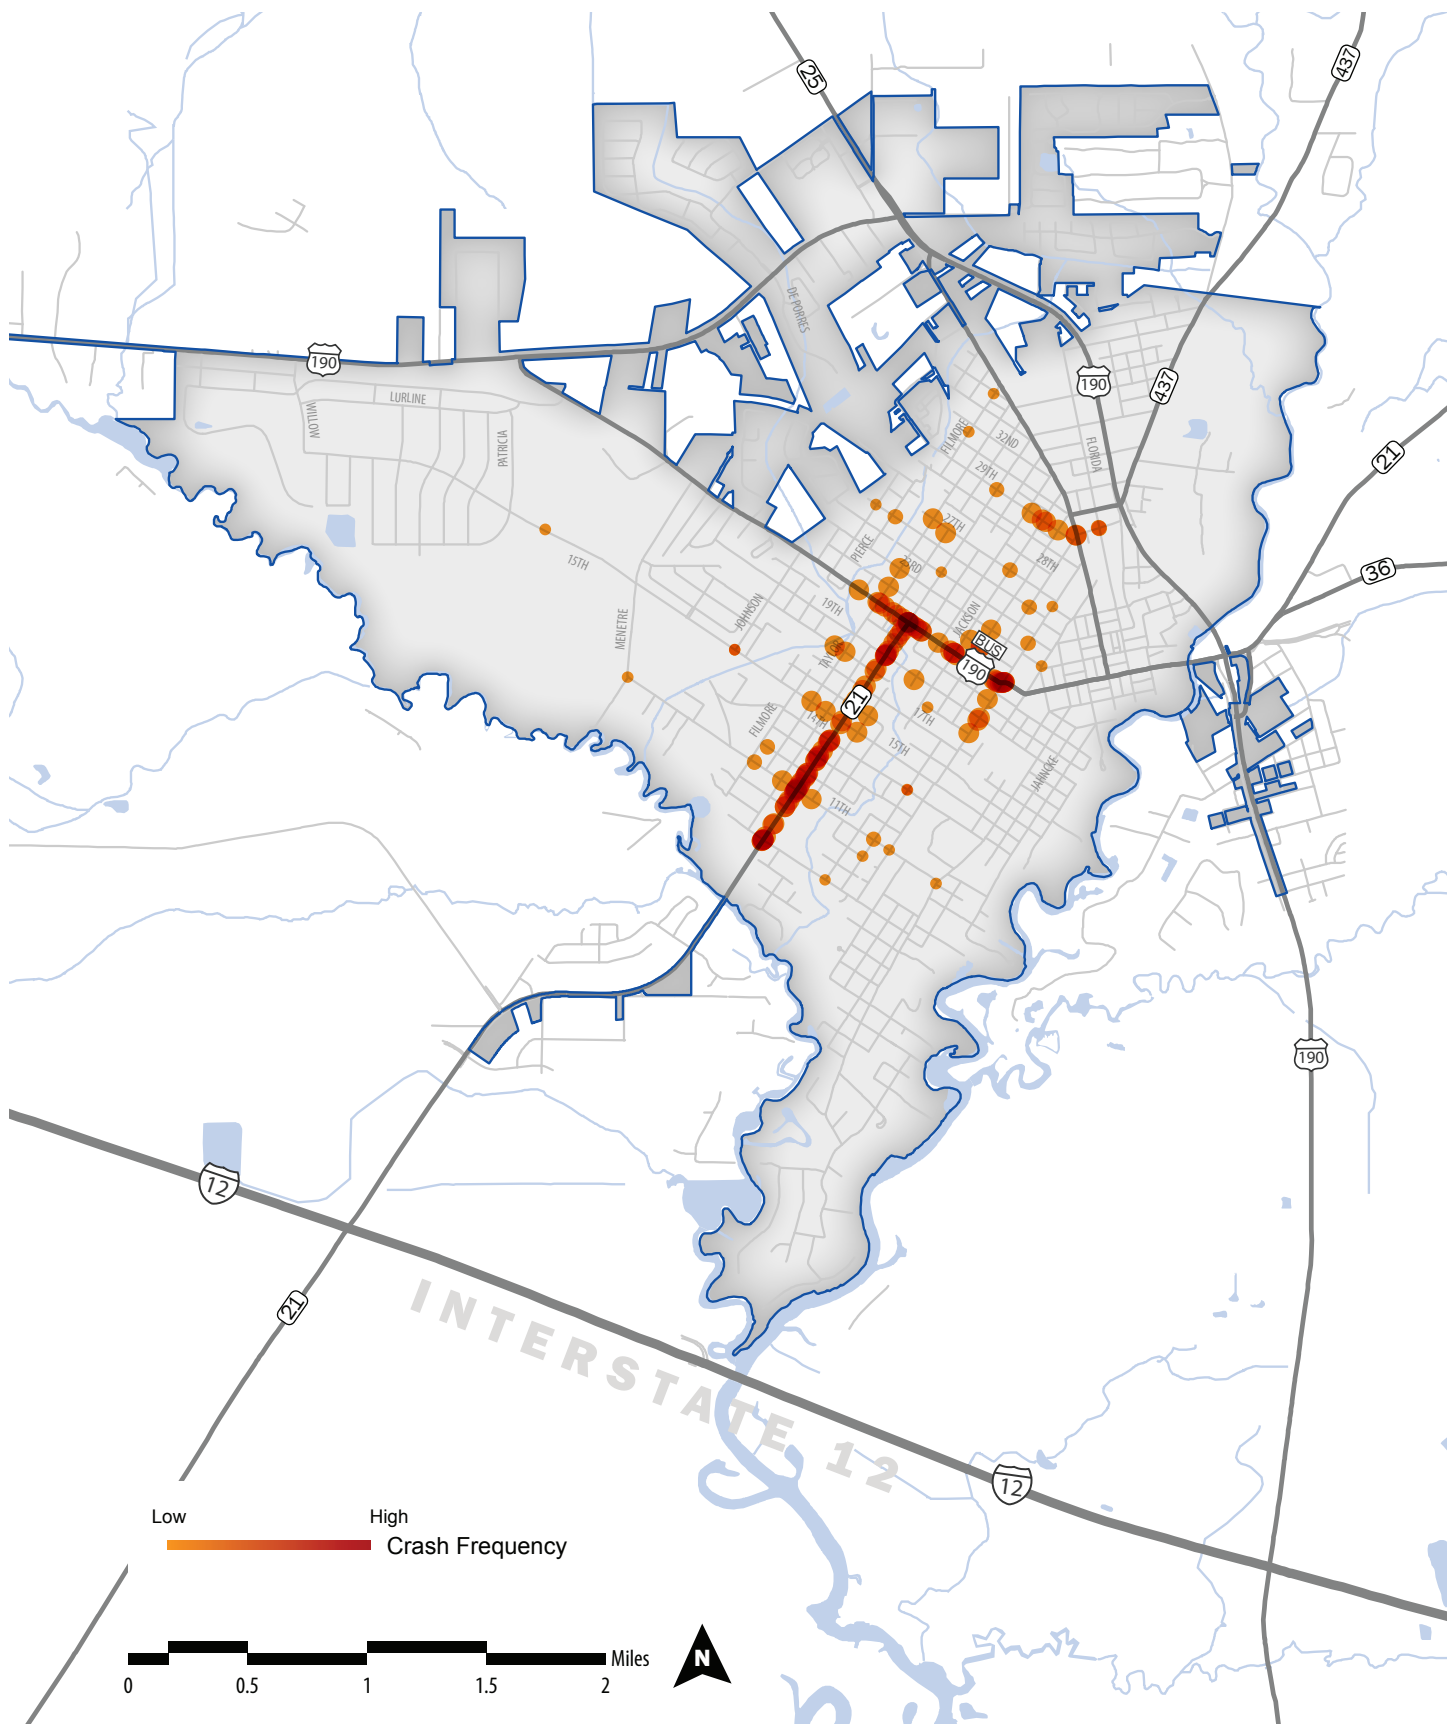 25
437
DE PORRES
190
LURLINE
WILLOW
PATRICIA
190
437
FILMORE
32ND
FLORIDA
29TH
21
27TH
PIERCE
28TH
15TH
36
19TH
JOHNSON
JACKSON
MENETRE
TAYLOR
BUS
190
21
FILMORE
14TH
17TH
15TH
JAHNCKE
11TH
190
12
21
INTERSTATE 12
12
Low High
Crash Frequency
Miles
N
0 0.5 1 1.5 2